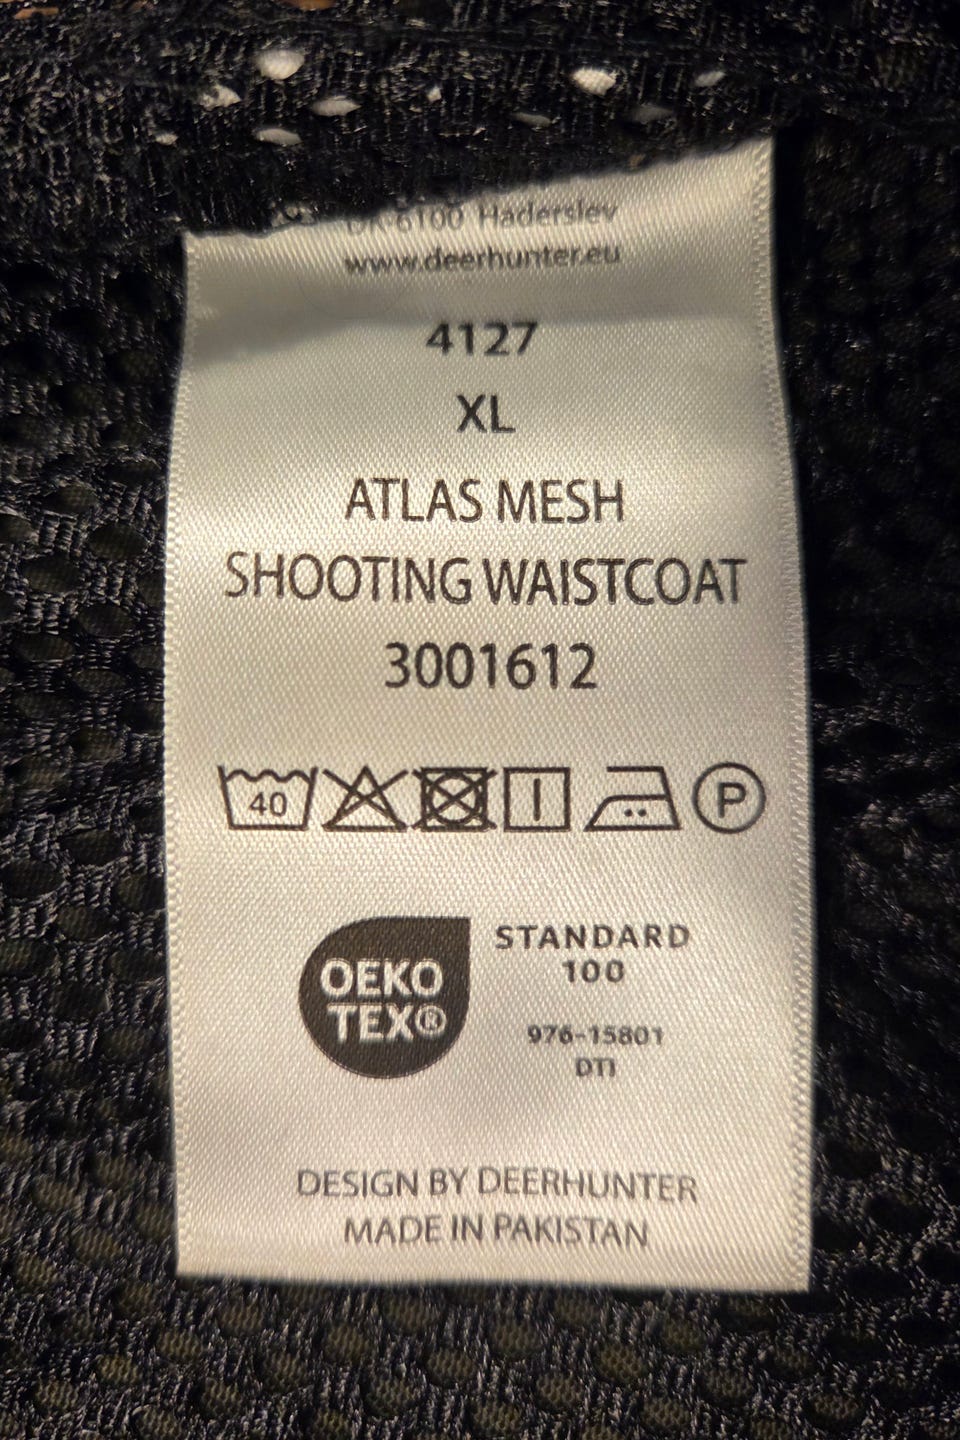 DK-6100 Haderslev
www.deerhunter.eu
4127
XL
ATLAS MESH
SHOOTING WAISTCOAT
3001612
40
P
OEKO
TEX®
STANDARD
100
976-15801
DTI
DESIGN BY DEERHUNTER
MADE IN PAKISTAN